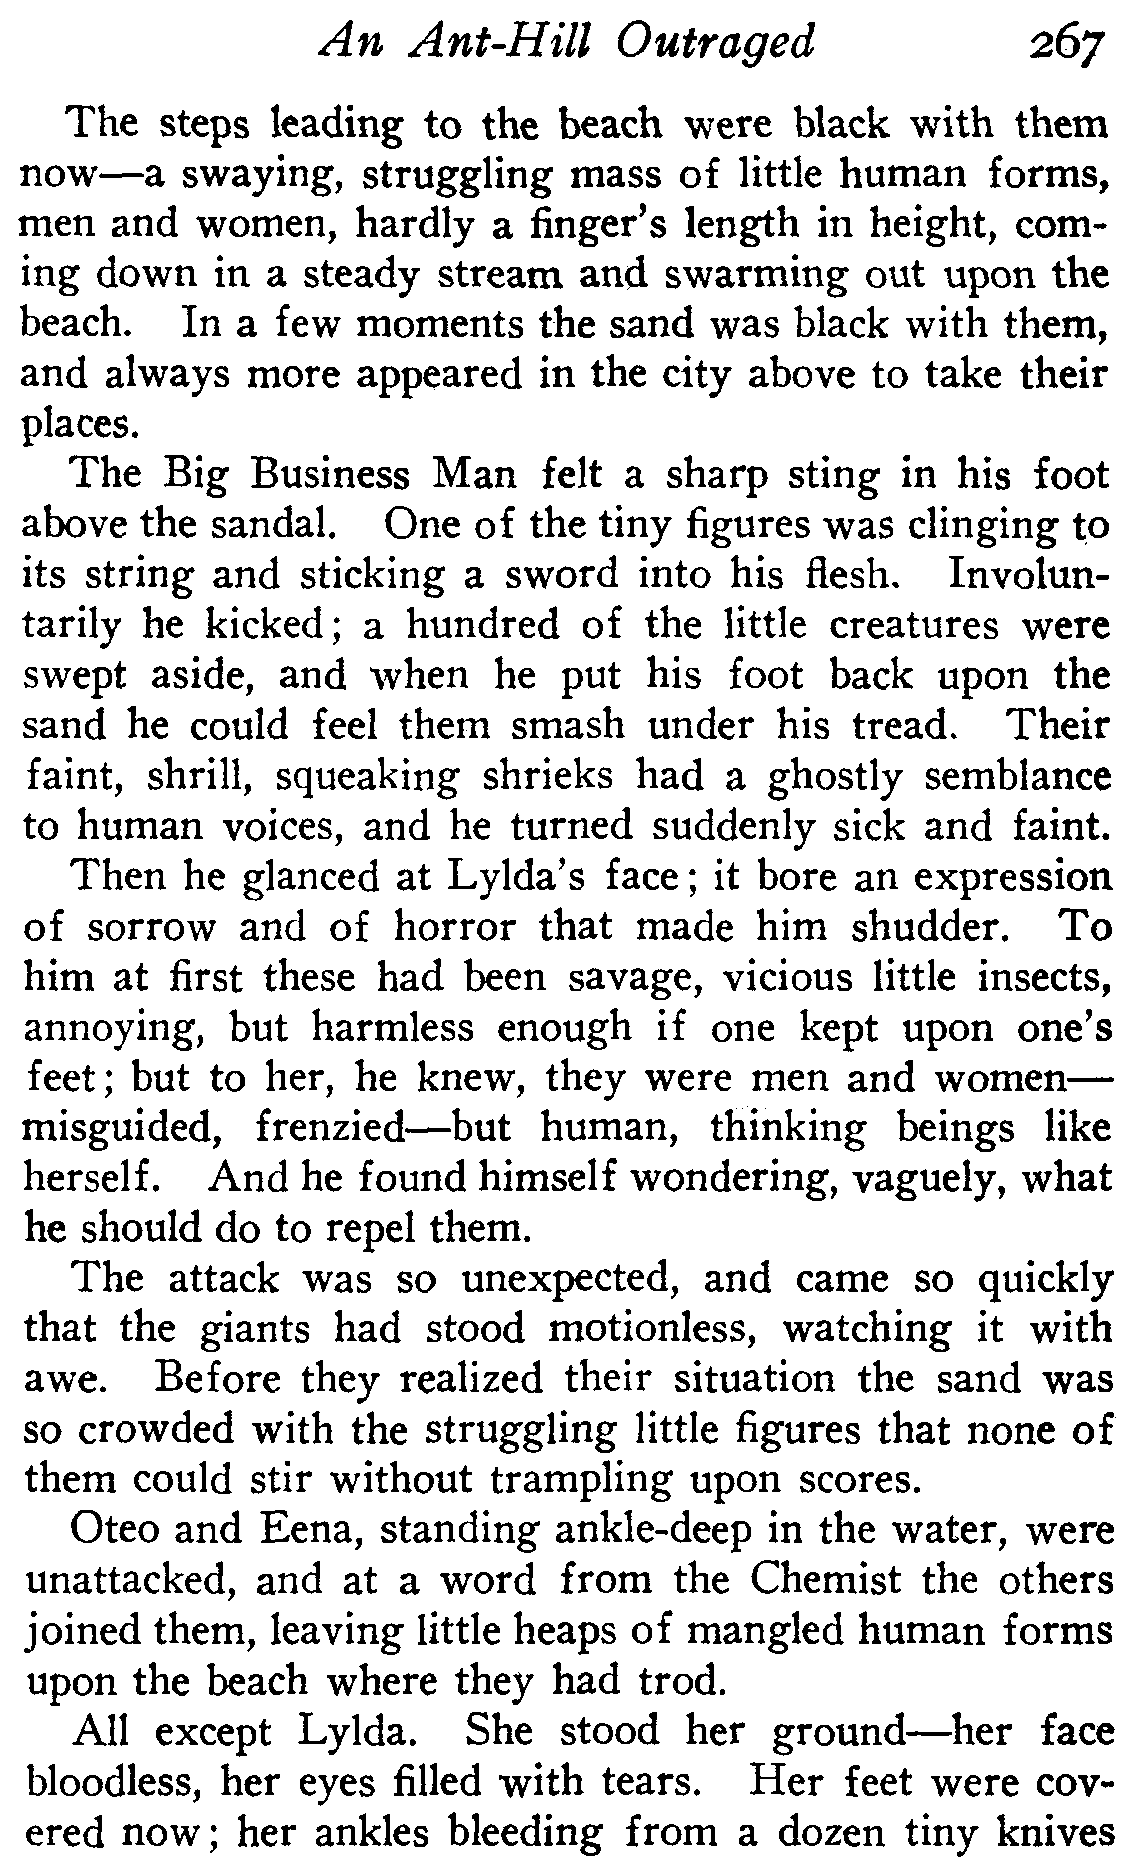 An Ant-Hill Outraged 267
The steps leading to the beach were black with them
now—a swaying, struggling mass of little human forms,
men and women, hardly a finger's length in height, com-
ing down in a steady stream and swarming out upon the
beach. In a few moments the sand was black with them,
and always more appeared in the city above to take their
places.
The Big Business Man felt a sharp sting in his foot
above the sandal. One of the tiny figures was clinging to
its string and sticking a sword into his flesh. Involun-
tarily he kicked; a hundred of the little creatures were
swept aside, and when he put his foot back upon the
sand he could feel them smash under his tread. Their
faint, shrill, squeaking shrieks had a ghostly semblance
to human voices, and he turned suddenly sick and faint.
Then he glanced at Lylda's face; it bore an expression
of sorrow and of horror that made him shudder. To
him at first these had been savage, vicious little insects,
annoying, but harmless enough if one kept upon one's
feet; but to her, he knew, they were men and women—
misguided, frenzied—but human, thinking beings like
herself. And he found himself wondering, vaguely, what
he should do to repel them.
The attack was so unexpected, and came so quickly
that the giants had stood motionless, watching it with
awe. Before they realized their situation the sand was
so crowded with the struggling little figures that none of
them could stir without trampling upon scores.
Oteo and Eena, standing ankle-deep in the water, were
unattacked, and at a word from the Chemist the others
joined them, leaving little heaps of mangled human forms
upon the beach where they had trod.
All except Lylda. She stood her ground—her face
bloodless, her eyes filled with tears. Her feet were cov-
ered now; her ankles bleeding from a dozen tiny knives